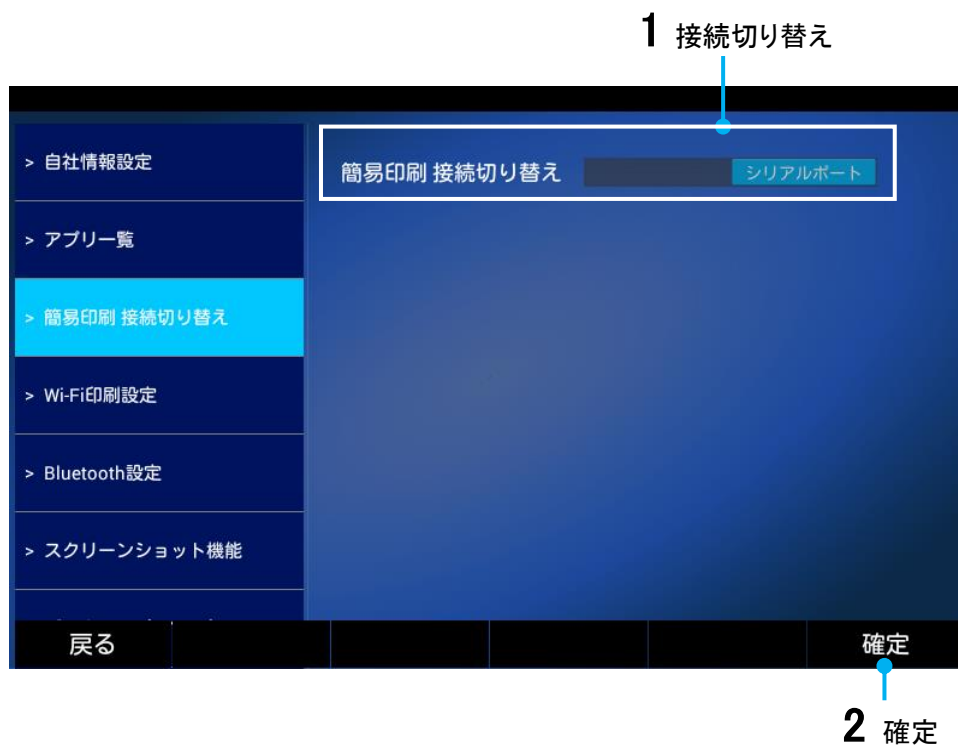 1 接続切り替え
> 自社情報設定
簡易印刷 接続切り替え
シリアルポート
> アプリ一覧
> 簡易印刷 接続切り替え
> Wi-Fi印刷設定
> Bluetooth設定
> スクリーンショット機能
戻る
確定
2 確定